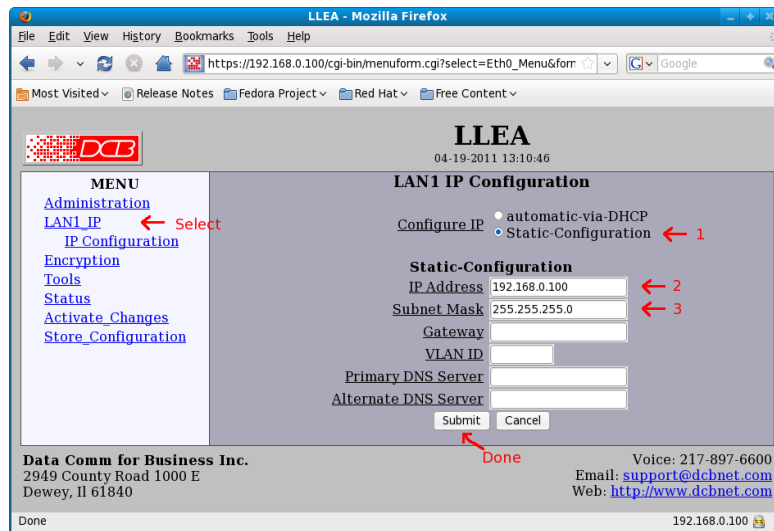 LLEA - Mozilla Firefox
File Edit View History Bookmarks Tools Help
https://192.168.0.100/cgi-bin/menuform.cgi?select=Eth0_Menu&form
G Google
Most Visited Release Notes Fedora Project Red Hat Free Content
DCB
LLEA
04-19-2011 13:10:46
MENU
Administration
LAN1_IP
Select
IP Configuration
Encryption
Tools
Status
Activate_Changes
Store_Configuration
LAN1 IP Configuration
Configure IP automatic-via-DHCP
Static-Configuration 1
Static-Configuration
IP Address 192.168.0.100 2
Subnet Mask 255.255.255.0 3
Gateway
VLAN ID
Primary DNS Server
Alternate DNS Server
Submit Cancel
Done
Data Comm for Business Inc.
2949 County Road 1000 E
Dewey, Il 61840
Voice: 217-897-6600
Email: support@dcbnet.com
Web: http://www.dcbnet.com
Done 192.168.0.100